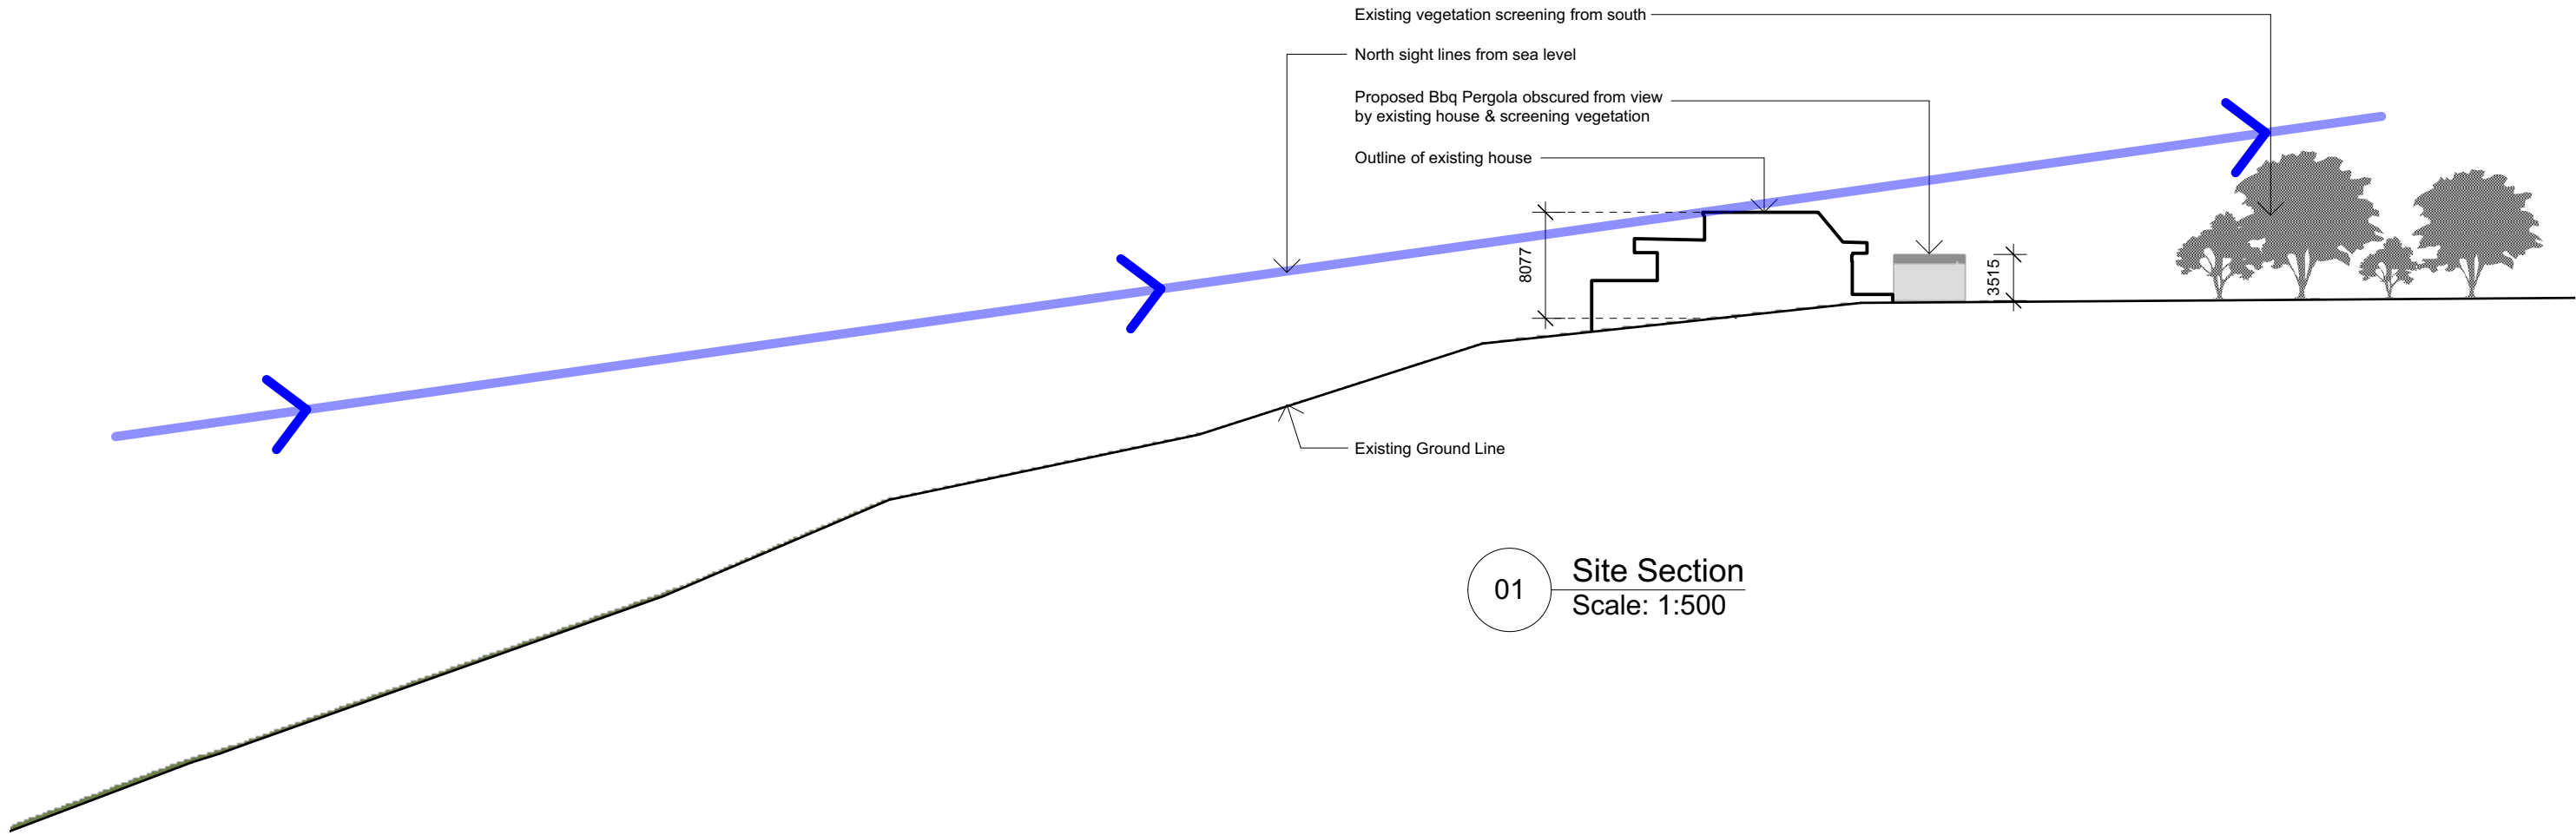 Existing vegetation screening from south
North sight lines from sea level
Proposed Bbq Pergola obscured from view
by existing house & screening vegetation
Outline of existing house
8077
3515
Existing Ground Line
01
Site Section
Scale: 1:500